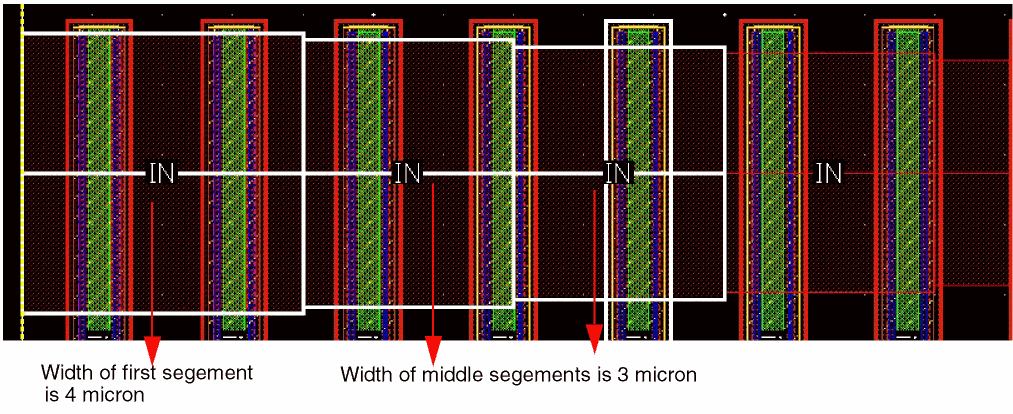 IN IN IN IN
Width of first segement
is 4 micron
Width of middle segements is 3 micron